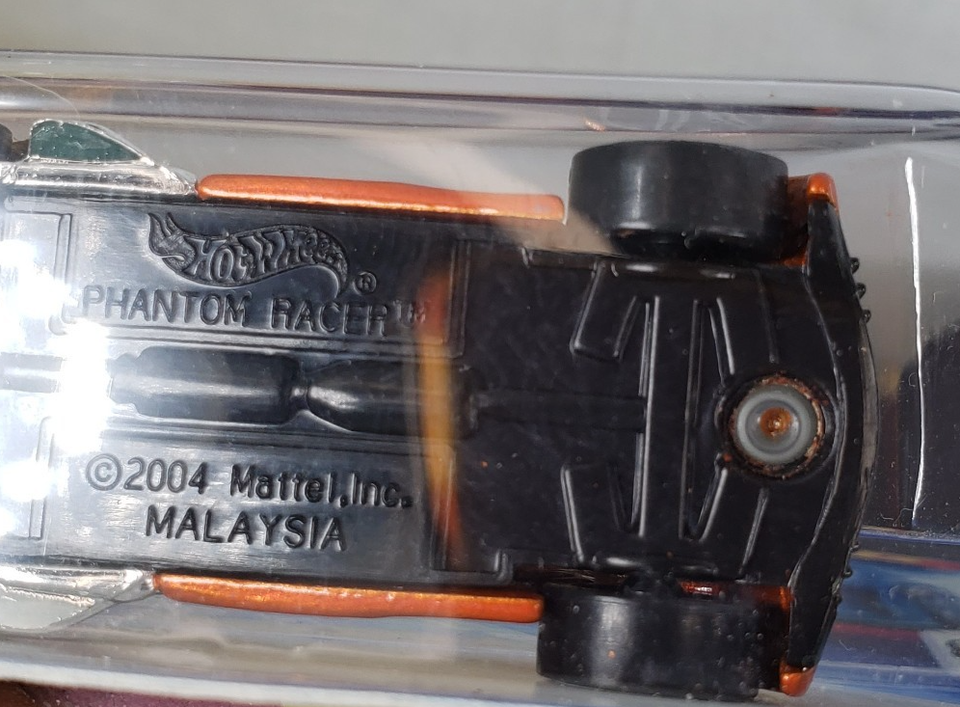 Hot Wheels®
PHANTOM RACER™
©2004 Mattel,Inc.
MALAYSIA